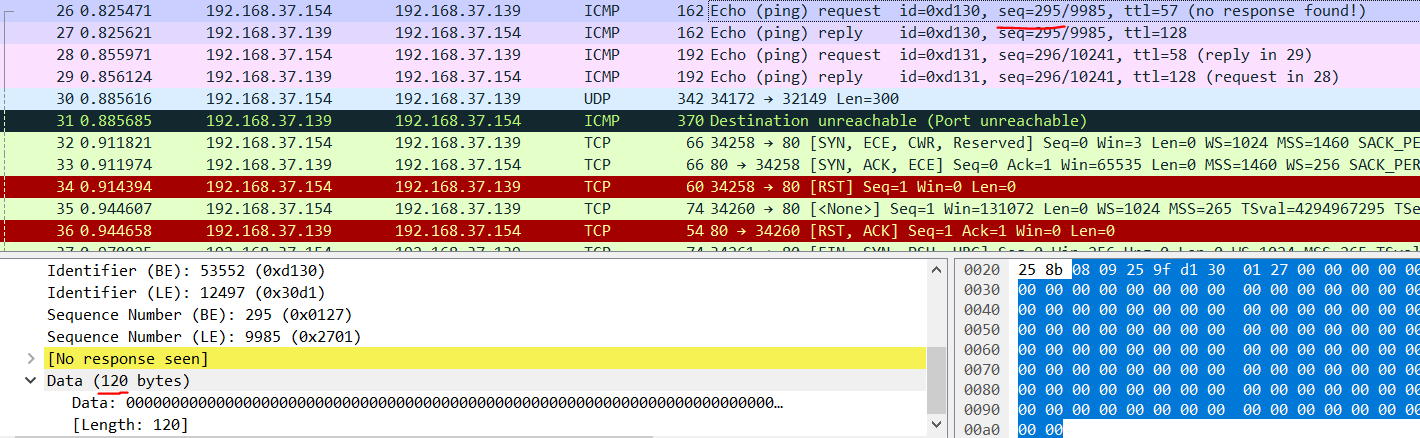 26 0.825471 192.168.37.154 192.168.37.139 ICMP 162 Echo (ping) request id=0xd130, seq=295/9985, ttl=57 (no response found!)
27 0.825621 192.168.37.139 192.168.37.154 ICMP 162 Echo (ping) reply id=0xd130, seq=295/9985, ttl=128
28 0.855971 192.168.37.154 192.168.37.139 ICMP 192 Echo (ping) request id=0xd131, seq=296/10241, ttl=58 (reply in 29)
29 0.856124 192.168.37.139 192.168.37.154 ICMP 192 Echo (ping) reply id=0xd131, seq=296/10241, ttl=128 (request in 28)
30 0.885616 192.168.37.154 192.168.37.139 UDP 342 34172 → 32149 Len=300
31 0.885685 192.168.37.139 192.168.37.154 ICMP 370 Destination unreachable (Port unreachable)
32 0.911821 192.168.37.154 192.168.37.139 TCP 66 34258 → 80 [SYN, ECE, CWR, Reserved] Seq=0 Win=3 Len=0 WS=1024 MSS=1460 SACK_PE
33 0.911974 192.168.37.139 192.168.37.154 TCP 66 80 → 34258 [SYN, ACK, ECE] Seq=0 Ack=1 Win=65535 Len=0 MSS=1460 WS=256 SACK_PER
34 0.914394 192.168.37.154 192.168.37.139 TCP 60 34258 → 80 [RST] Seq=1 Win=0 Len=0
35 0.944607 192.168.37.154 192.168.37.139 TCP 74 34260 → 80 [<None>] Seq=1 Win=131072 Len=0 WS=1024 MSS=265 TSval=4294967295 TSe
36 0.944658 192.168.37.139 192.168.37.154 TCP 54 80 → 34260 [RST, ACK] Seq=1 Ack=1 Win=0 Len=0
Identifier (BE): 53552 (0xd130)
Identifier (LE): 12497 (0x30d1)
Sequence Number (BE): 295 (0x0127)
Sequence Number (LE): 9985 (0x2701)
[No response seen]
Data (120 bytes)
Data: 000000000000000000000000000000000000000000000000000000000000000000000000…
[Length: 120]
0020 25 8b 08 09 25 9f d1 30 01 27 00 00 00 00 00
0030 00 00 00 00 00 00 00 00 00 00 00 00 00 00 00
0040 00 00 00 00 00 00 00 00 00 00 00 00 00 00 00
0050 00 00 00 00 00 00 00 00 00 00 00 00 00 00 00
0060 00 00 00 00 00 00 00 00 00 00 00 00 00 00 00
0070 00 00 00 00 00 00 00 00 00 00 00 00 00 00 00
0080 00 00 00 00 00 00 00 00 00 00 00 00 00 00 00
0090 00 00 00 00 00 00 00 00 00 00 00 00 00 00 00
00a0 00 00